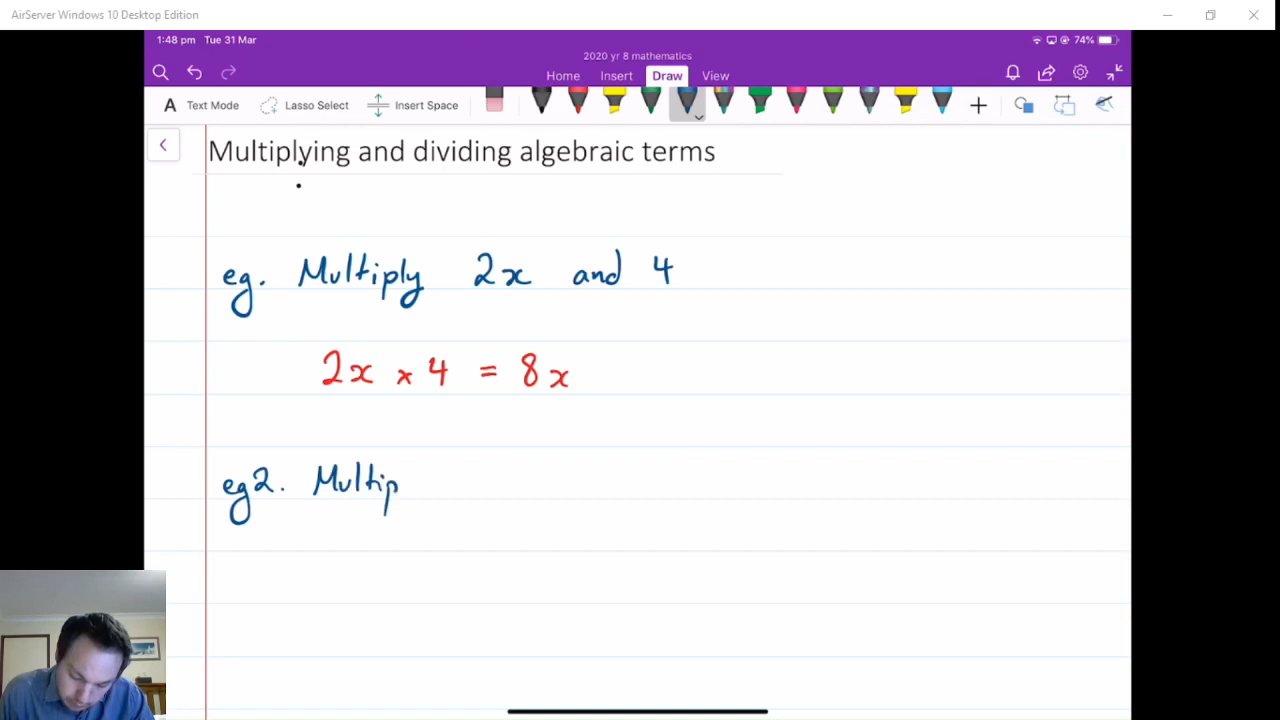 AirServer Windows 10 Desktop Edition
1:48 pm Tue 31 Mar 74%
2020 yr 8 mathematics
Home Insert Draw View
A Text Mode Lasso Select Insert Space
Multiplying and dividing algebraic terms
eg. Multiply 2x and 4
2x × 4 = 8x
eg2. Multip